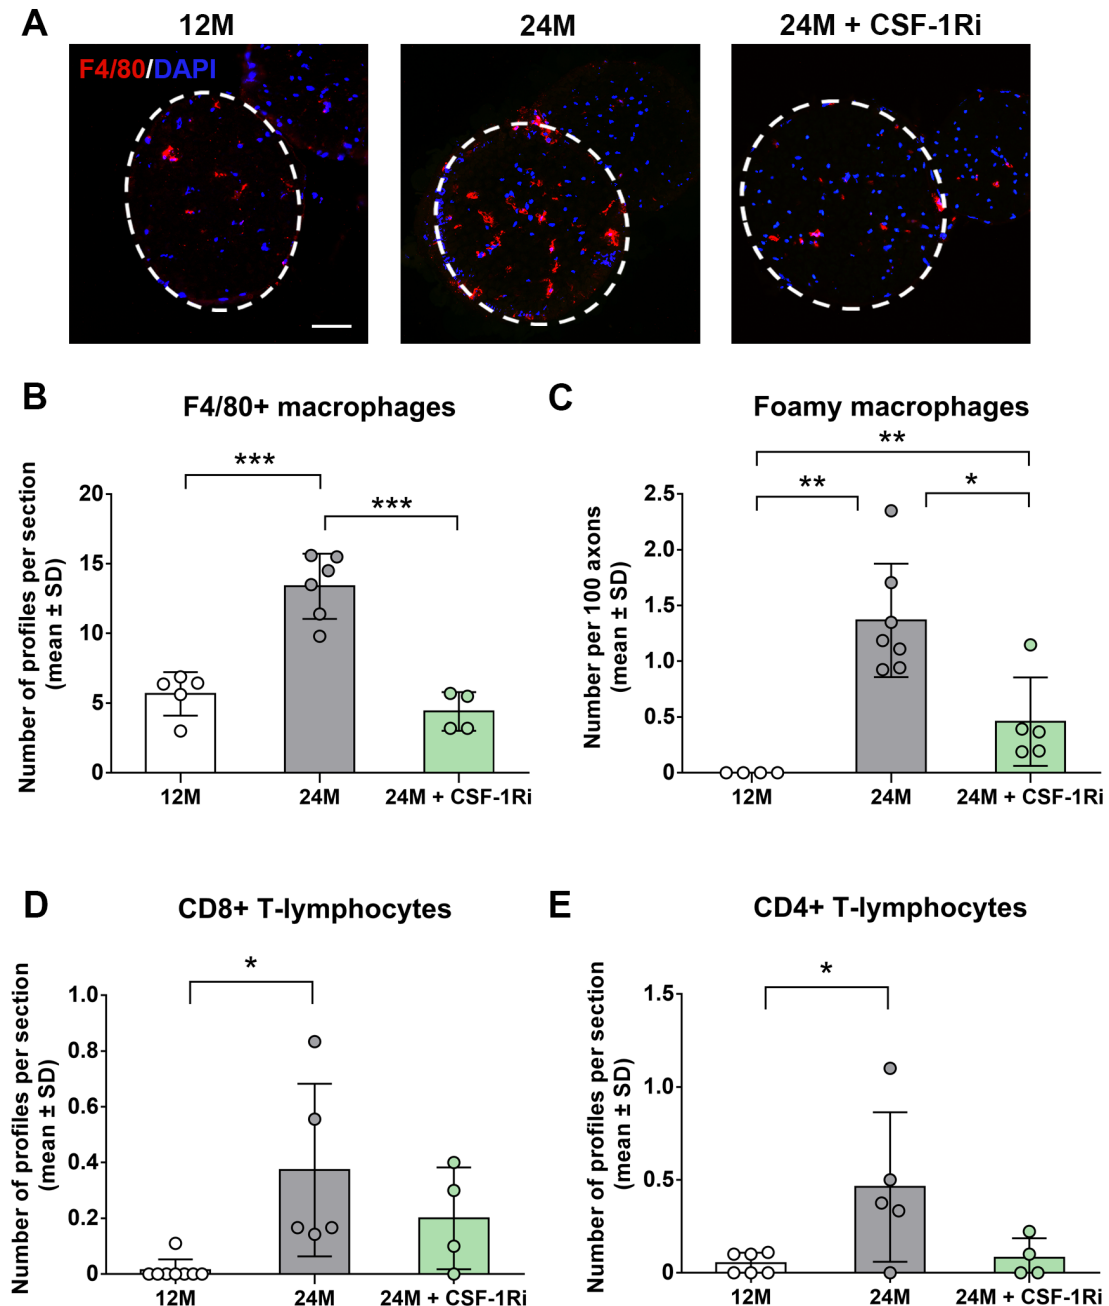 A
12M
24M
24M + CSF-1Ri
F4/80/DAPI
B
F4/80+ macrophages
***
***
Number of profiles per section
(mean ± SD)
20
15
10
5
0
12M
24M
24M + CSF-1Ri
C
Foamy macrophages
**
**
*
Number per 100 axons
(mean ± SD)
2.5
2.0
1.5
1.0
0.5
0
12M
24M
24M + CSF-1Ri
D
CD8+ T-lymphocytes
*
Number of profiles per section
(mean ± SD)
1.0
0.8
0.6
0.4
0.2
0
12M
24M
24M + CSF-1Ri
E
CD4+ T-lymphocytes
*
Number of profiles per section
(mean ± SD)
1.5
1.0
0.5
0
12M
24M
24M + CSF-1Ri